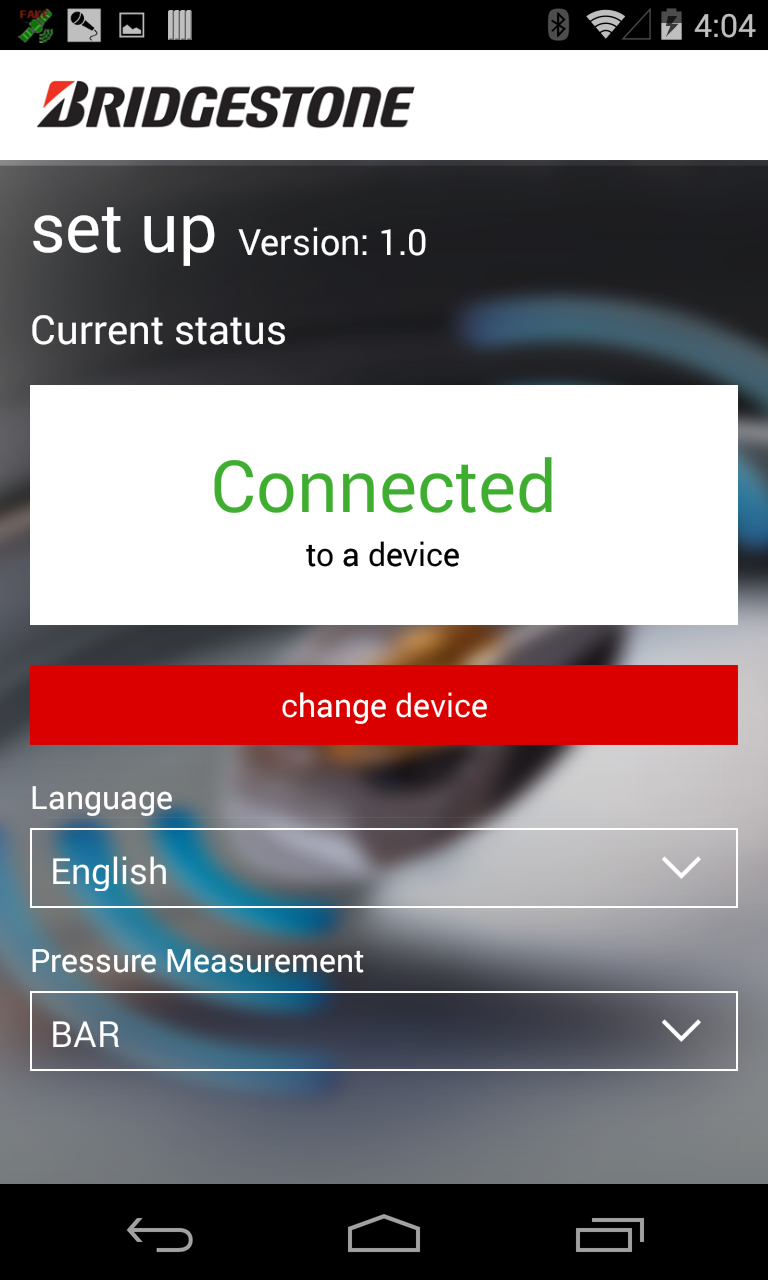 FAKE
4:04
BRIDGESTONE
set up Version: 1.0
Current status
Connected
to a device
change device
Language
English
Pressure Measurement
BAR